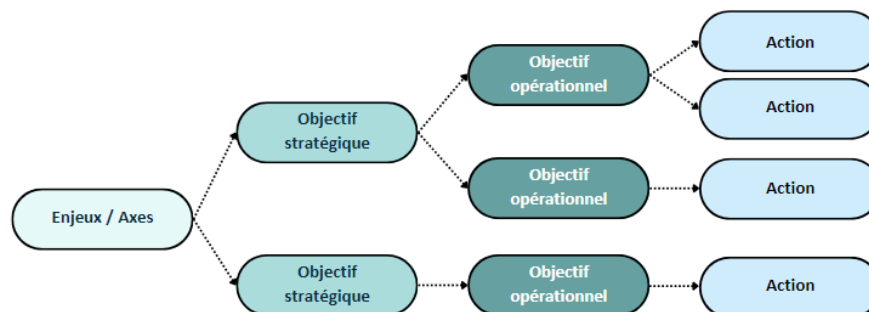 Action
Objectif
opérationnel
Action
Objectif
stratégique
Objectif
opérationnel
Action
Enjeux / Axes
Objectif
stratégique
Objectif
opérationnel
Action